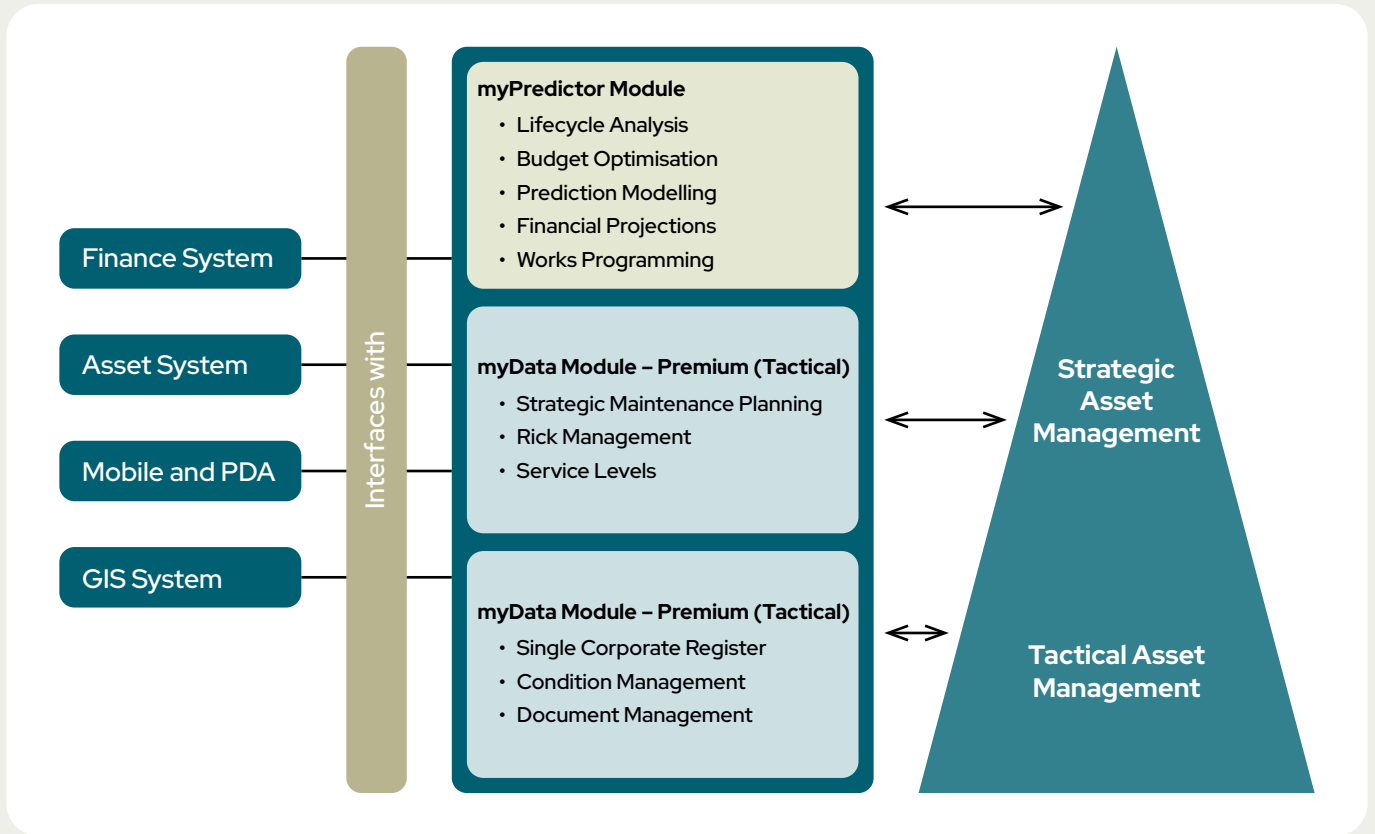 Finance System
Asset System
Mobile and PDA
GIS System
Interfaces with
myPredictor Module
• Lifecycle Analysis
• Budget Optimisation
• Prediction Modelling
• Financial Projections
• Works Programming
myData Module – Premium (Tactical)
• Strategic Maintenance Planning
• Rick Management
• Service Levels
myData Module – Premium (Tactical)
• Single Corporate Register
• Condition Management
• Document Management
Strategic
Asset
Management
Tactical Asset
Management